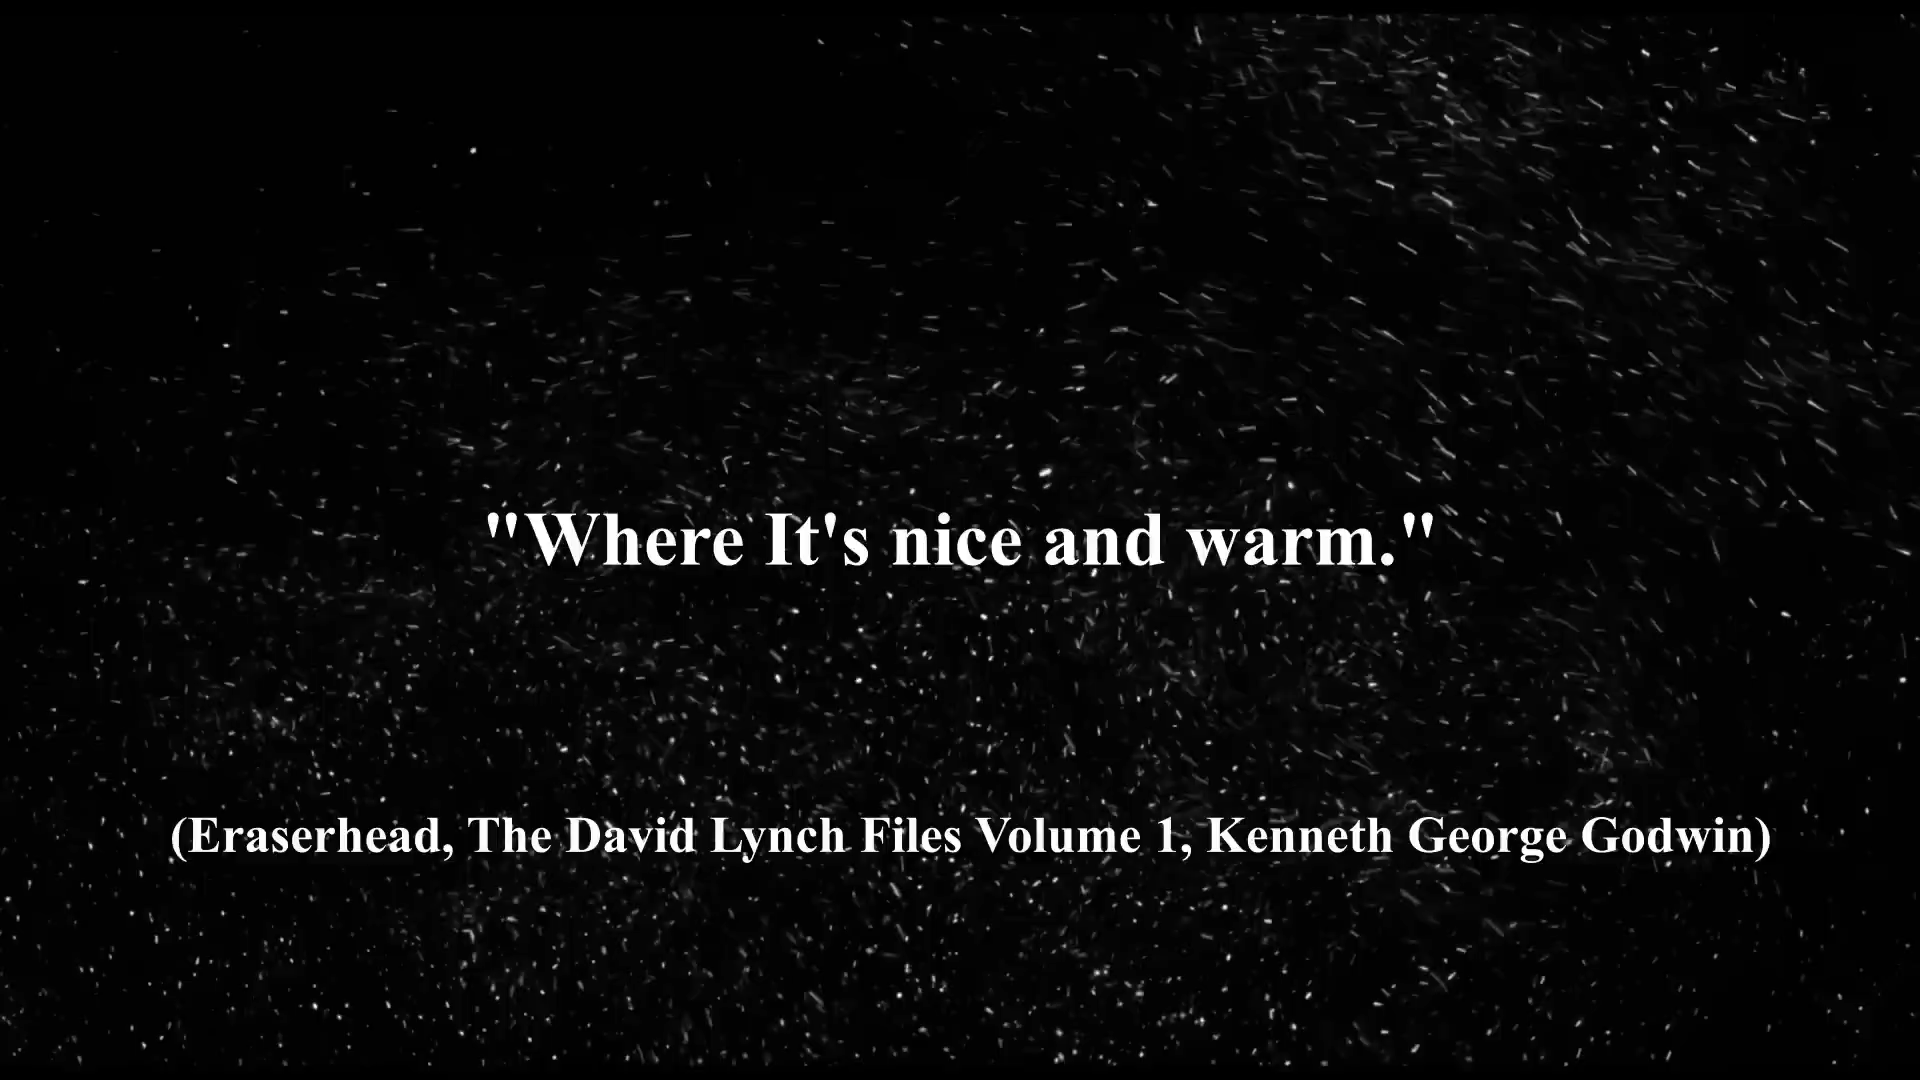 "Where It's nice and warm."
(Eraserhead, The David Lynch Files Volume 1, Kenneth George Godwin)